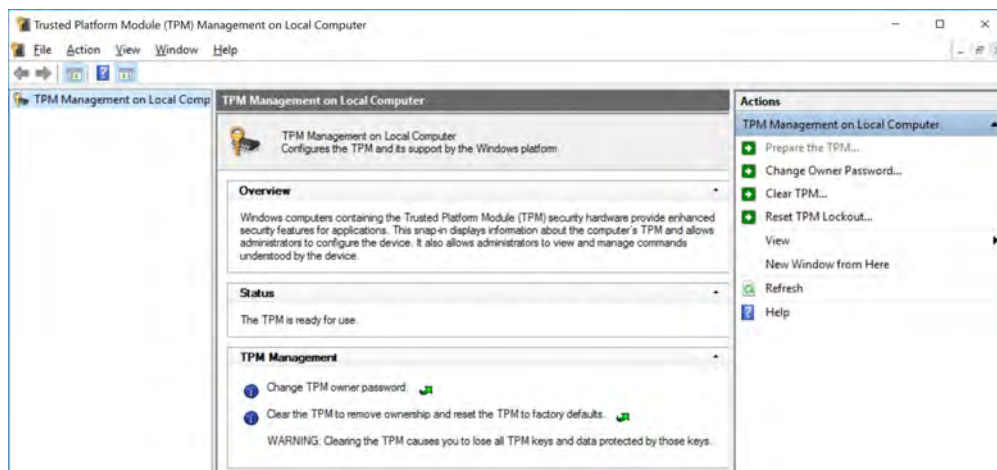 Trusted Platform Module (TPM) Management on Local Computer
File Action View Window Help
TPM Management on Local Comp
TPM Management on Local Computer
TPM Management on Local Computer
Configures the TPM and its support by the Windows platform
Overview
Windows computers containing the Trusted Platform Module (TPM) security hardware provide enhanced
security features for applications. This snap-in displays information about the computer's TPM and allows
administrators to configure the device. It also allows administrators to view and manage commands
understood by the device.
Status
The TPM is ready for use.
TPM Management
Change TPM owner password.
Clear the TPM to remove ownership and reset the TPM to factory defaults.
WARNING: Clearing the TPM causes you to lose all TPM keys and data protected by those keys.
Actions
TPM Management on Local Computer
Prepare the TPM...
Change Owner Password...
Clear TPM...
Reset TPM Lockout...
View
New Window from Here
Refresh
Help